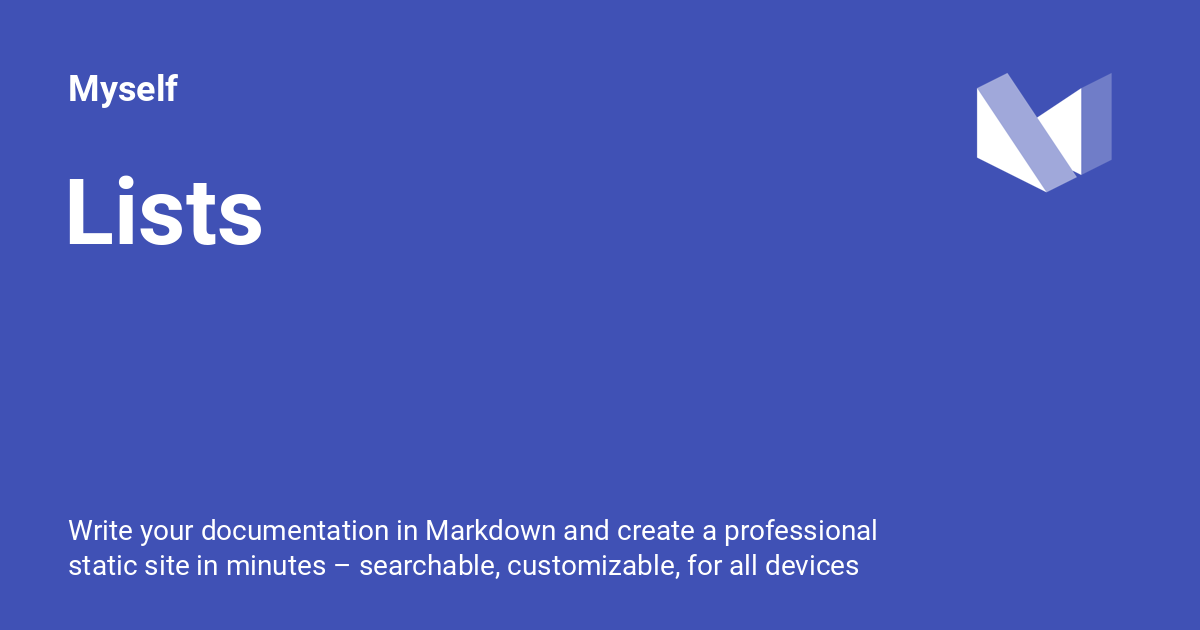 Myself
Lists
Write your documentation in Markdown and create a professional
static site in minutes – searchable, customizable, for all devices